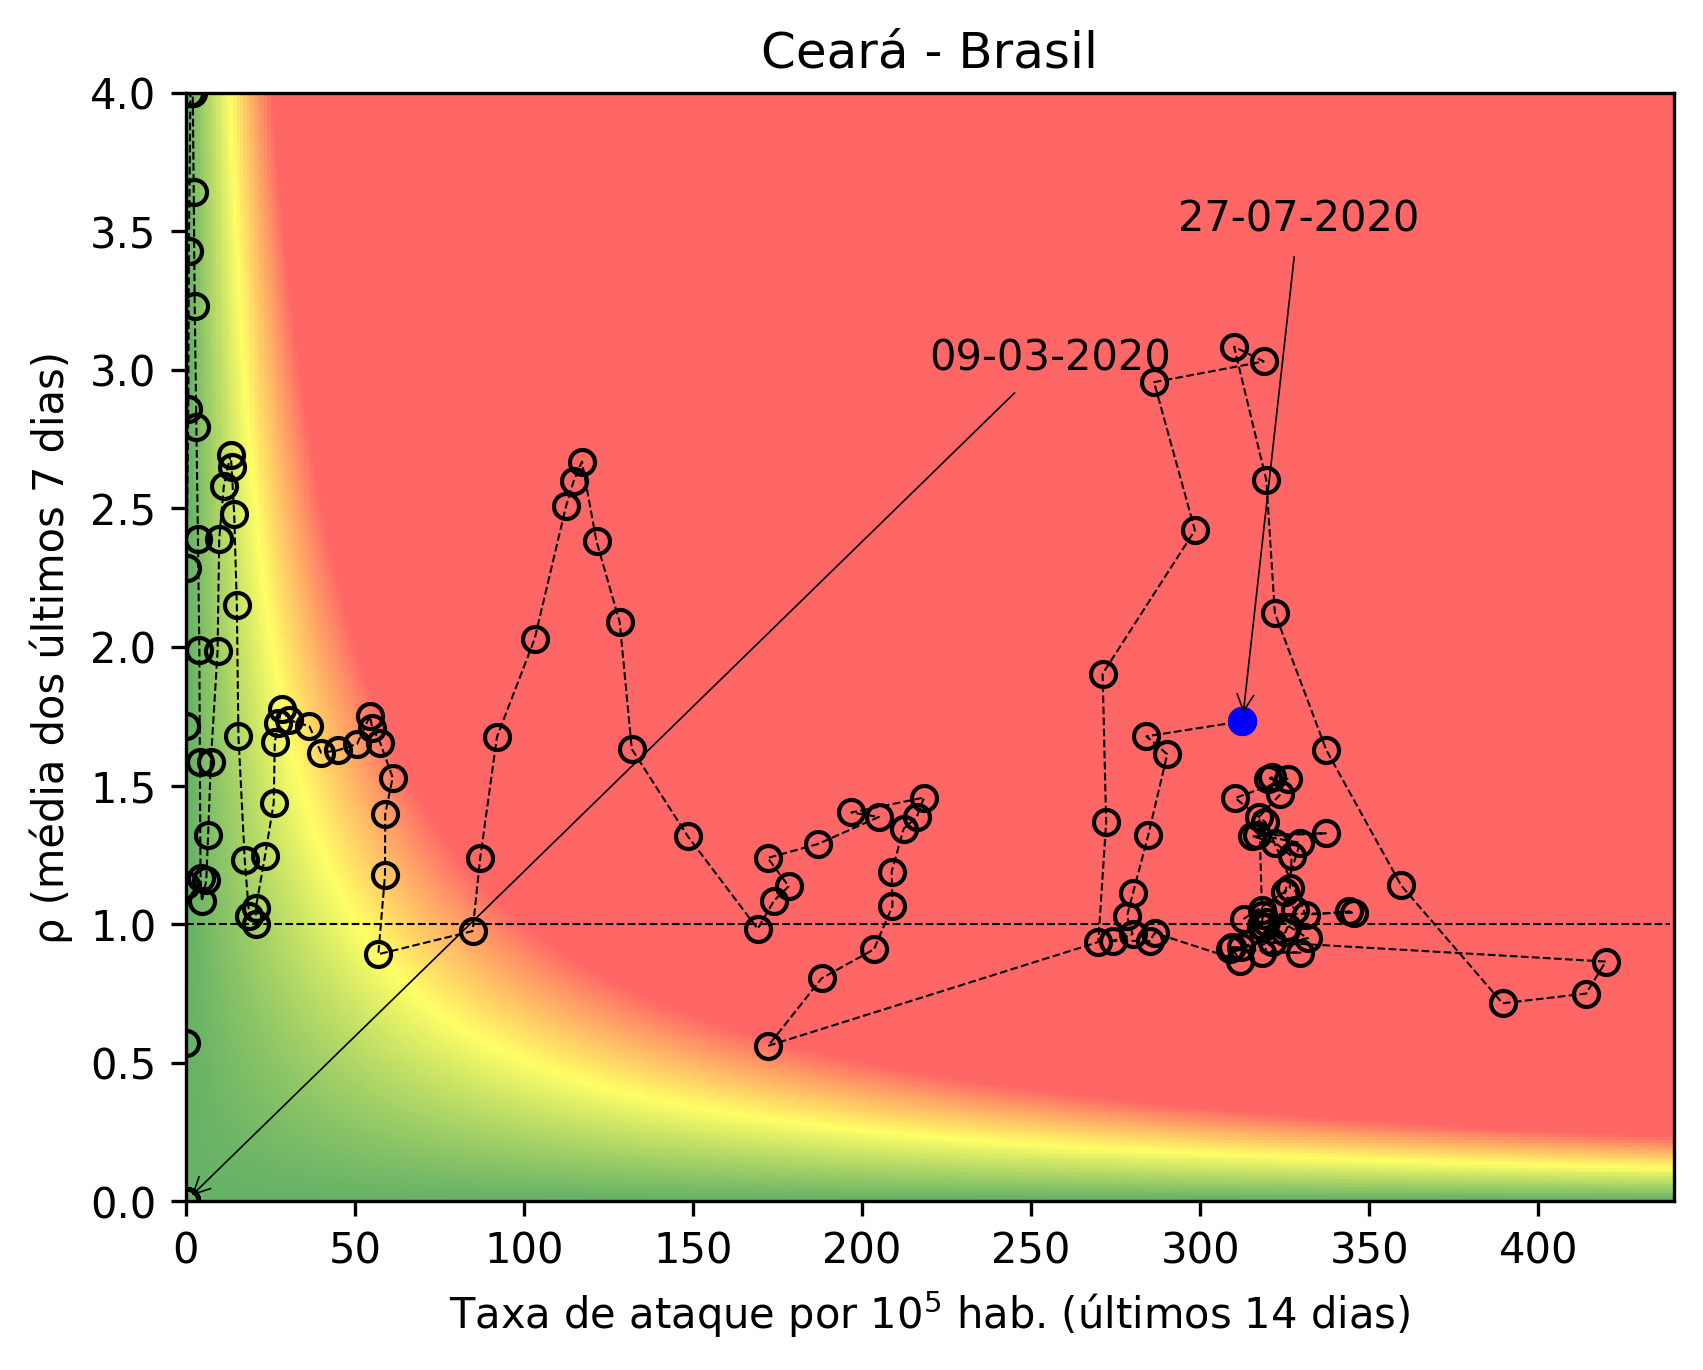 Ceará - Brasil
4.0
3.5
3.0
2.5
2.0
1.5
1.0
0.5
0.0
ρ (média dos últimos 7 dias)
27-07-2020
09-03-2020
0 50 100 150 200 250 300 350 400
Taxa de ataque por 10⁵ hab. (últimos 14 dias)